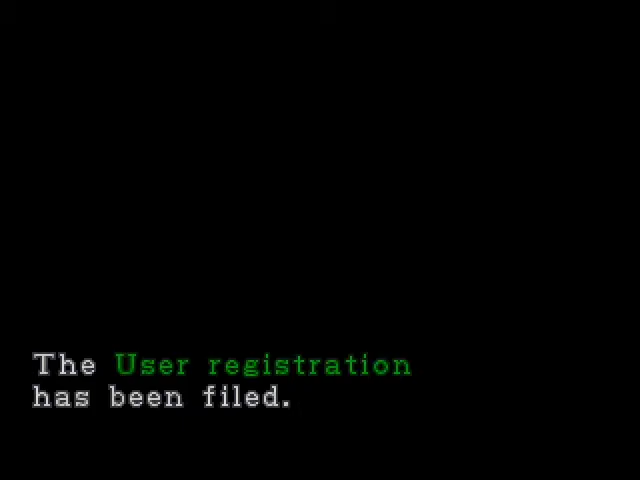 The User registration
has been filed.